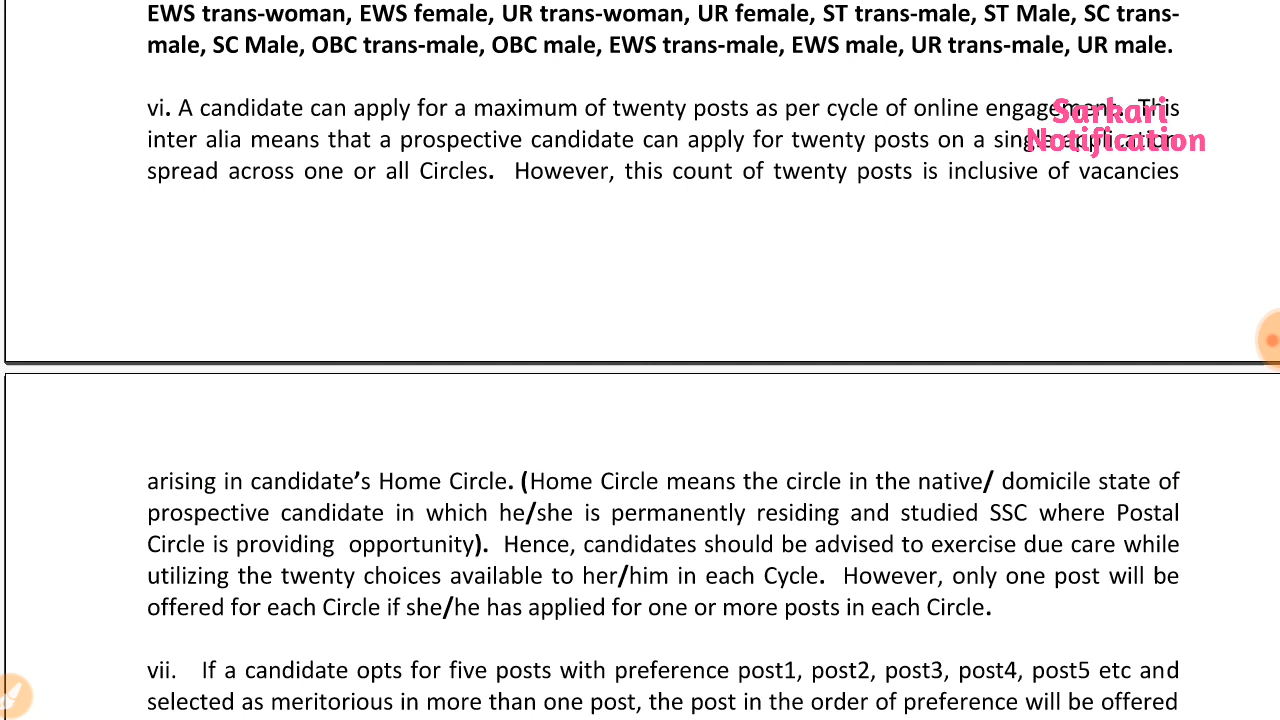 EWS trans-woman, EWS female, UR trans-woman, UR female, ST trans-male, ST Male, SC trans-
male, SC Male, OBC trans-male, OBC male, EWS trans-male, EWS male, UR trans-male, UR male.
vi. A candidate can apply for a maximum of twenty posts as per cycle of online engagement. This
inter alia means that a prospective candidate can apply for twenty posts on a single application
spread across one or all Circles. However, this count of twenty posts is inclusive of vacancies
Sarkari
Notification
arising in candidate's Home Circle. (Home Circle means the circle in the native/ domicile state of
prospective candidate in which he/she is permanently residing and studied SSC where Postal
Circle is providing opportunity). Hence, candidates should be advised to exercise due care while
utilizing the twenty choices available to her/him in each Cycle. However, only one post will be
offered for each Circle if she/he has applied for one or more posts in each Circle.
vii. If a candidate opts for five posts with preference post1, post2, post3, post4, post5 etc and
selected as meritorious in more than one post, the post in the order of preference will be offered